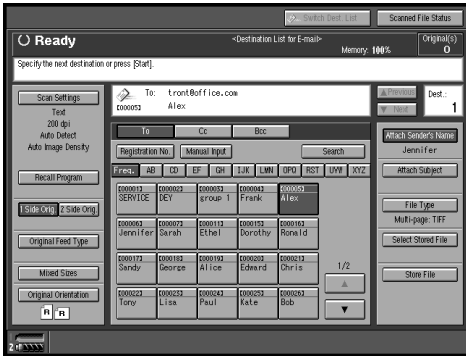 Switch Dest. List
Scanned File Status
Ready
<Destination List for E-mail>
Memory: 100%
Original(s)
0
Specify the next destination or press [Start].
Scan Settings
Text
200 dpi
Auto Detect
Auto Image Density
Recall Program
1 Side Orig. 2 Side Orig.
Original Feed Type
Mixed Sizes
Original Orientation
R R
To: tront@office.com
[00005] Alex
▲ Previous
▼ Next
Dest.:
1
To Cc Bcc
Registration No. Manual Input Search
Freq. AB CD EF GH IJK LMN OPQ RST UVW XYZ
[00001] [00002] [00003] [00004] [00005]
SERVICE DEY group 1 Frank Alex
[00006] [00007] [00011] [00015] [00016]
Jennifer Sarah Ethel Dorothy Ronald
[00017] [00018] [00019] [00020] [00021]
Sandy George Alice Edward Chris
[00022] [00023] [00024] [00025] [00026]
Tony Lisa Paul Kate Bob
1/2
▲
▼
Attach Sender's Name
Jennifer
Attach Subject
File Type
Multi-page: TIFF
Select Stored File
Store File
2